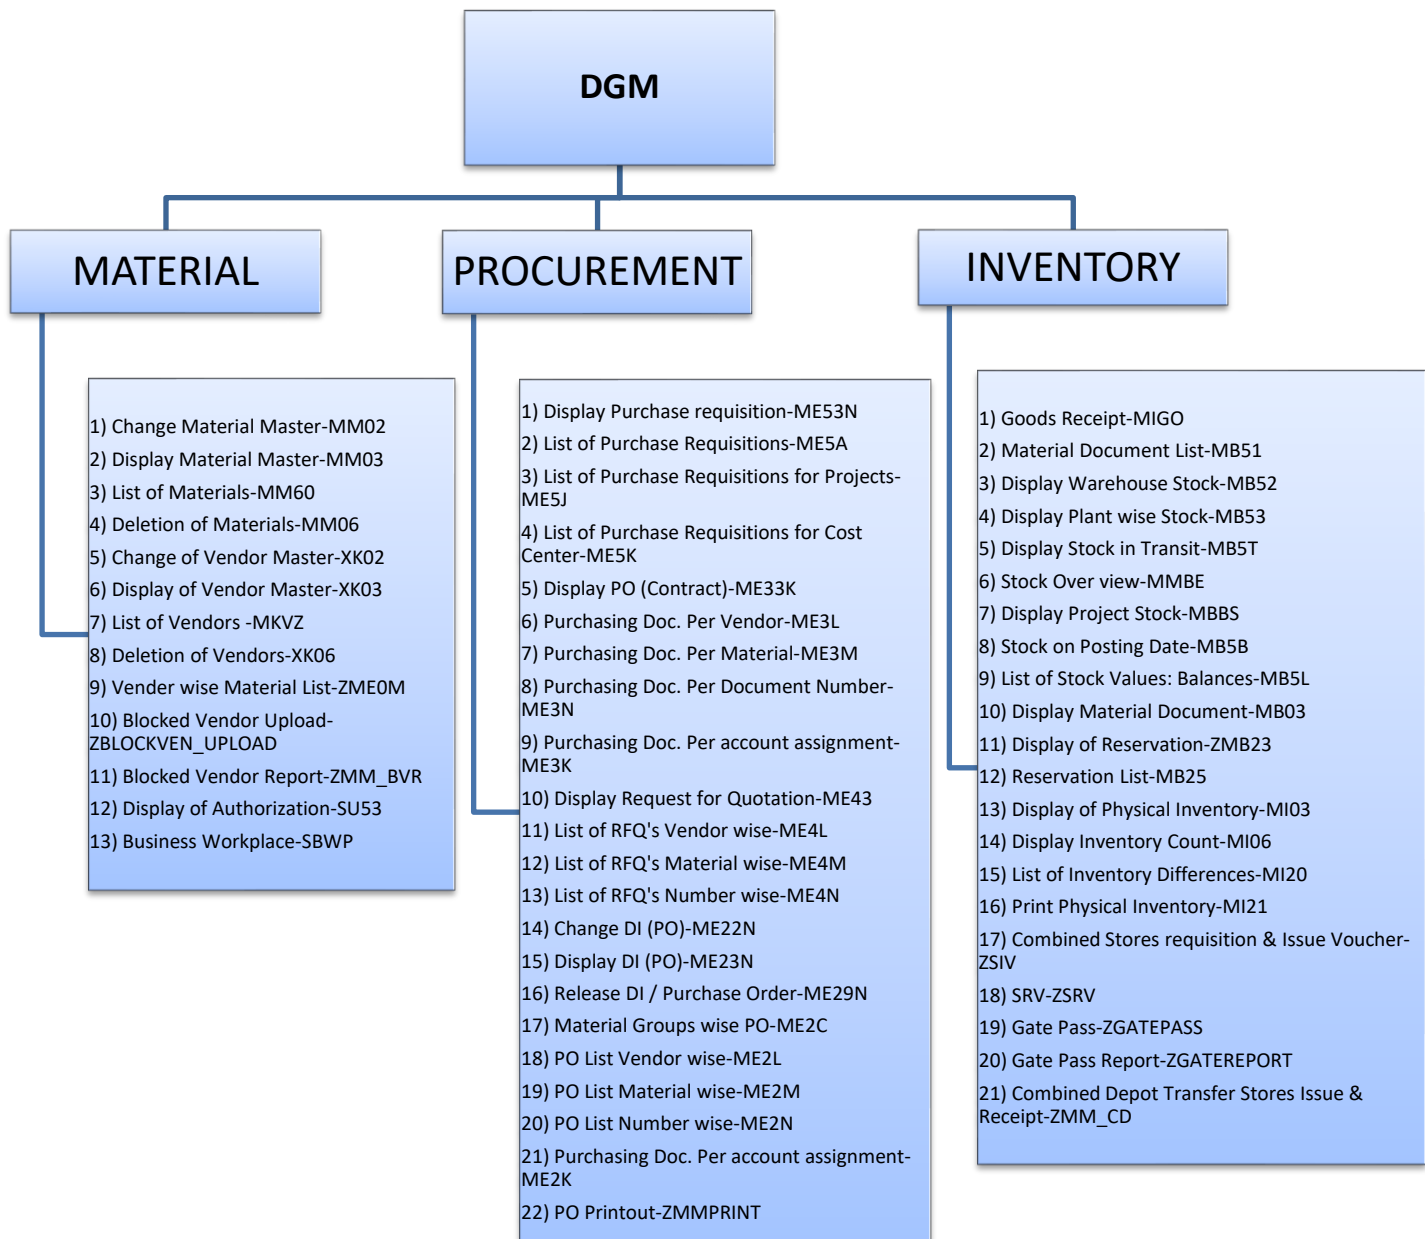 DGM
MATERIAL
1) Change Material Master-MM02
2) Display Material Master-MM03
3) List of Materials-MM60
4) Deletion of Materials-MM06
5) Change of Vendor Master-XK02
6) Display of Vendor Master-XK03
7) List of Vendors -MKVZ
8) Deletion of Vendors-XK06
9) Vender wise Material List-ZME0M
10) Blocked Vendor Upload-
ZBLOCKVEN_UPLOAD
11) Blocked Vendor Report-ZMM_BVR
12) Display of Authorization-SU53
13) Business Workplace-SBWP
PROCUREMENT
1) Display Purchase requisition-ME53N
2) List of Purchase Requisitions-ME5A
3) List of Purchase Requisitions for Projects-
ME5J
4) List of Purchase Requisitions for Cost
Center-ME5K
5) Display PO (Contract)-ME33K
6) Purchasing Doc. Per Vendor-ME3L
7) Purchasing Doc. Per Material-ME3M
8) Purchasing Doc. Per Document Number-
ME3N
9) Purchasing Doc. Per account assignment-
ME3K
10) Display Request for Quotation-ME43
11) List of RFQ's Vendor wise-ME4L
12) List of RFQ's Material wise-ME4M
13) List of RFQ's Number wise-ME4N
14) Change DI (PO)-ME22N
15) Display DI (PO)-ME23N
16) Release DI / Purchase Order-ME29N
17) Material Groups wise PO-ME2C
18) PO List Vendor wise-ME2L
19) PO List Material wise-ME2M
20) PO List Number wise-ME2N
21) Purchasing Doc. Per account assignment-
ME2K
22) PO Printout-ZMMPRINT
INVENTORY
1) Goods Receipt-MIGO
2) Material Document List-MB51
3) Display Warehouse Stock-MB52
4) Display Plant wise Stock-MB53
5) Display Stock in Transit-MB5T
6) Stock Over view-MMBE
7) Display Project Stock-MBBS
8) Stock on Posting Date-MB5B
9) List of Stock Values: Balances-MB5L
10) Display Material Document-MB03
11) Display of Reservation-ZMB23
12) Reservation List-MB25
13) Display of Physical Inventory-MI03
14) Display Inventory Count-MI06
15) List of Inventory Differences-MI20
16) Print Physical Inventory-MI21
17) Combined Stores requisition & Issue Voucher-
ZSIV
18) SRV-ZSRV
19) Gate Pass-ZGATEPASS
20) Gate Pass Report-ZGATEREPORT
21) Combined Depot Transfer Stores Issue &
Receipt-ZMM_CD